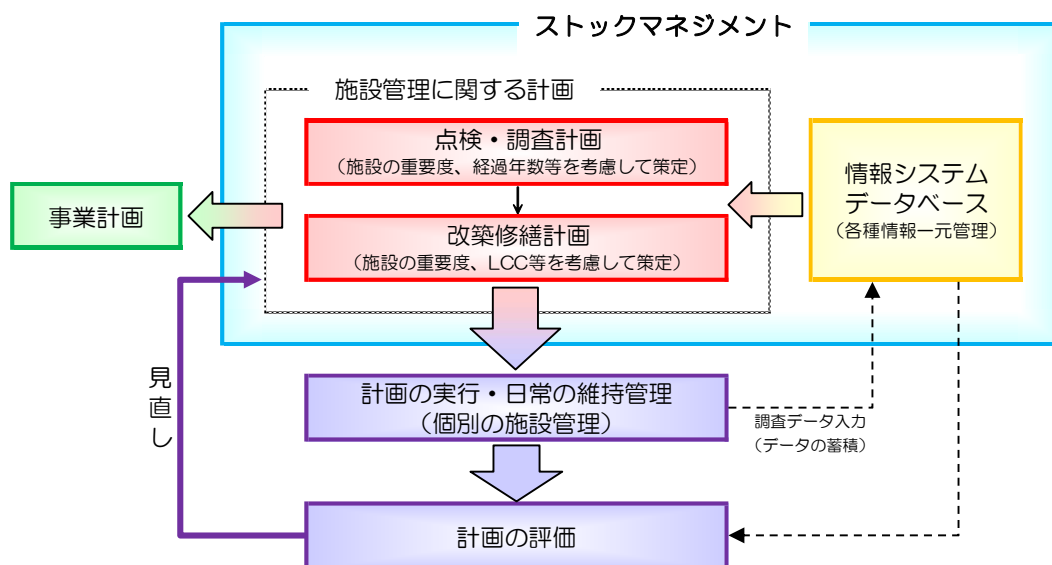 ストックマネジメント
施設管理に関する計画
点検・調査計画
（施設の重要度、経過年数等を考慮して策定）
改築修繕計画
（施設の重要度、LCC等を考慮して策定）
情報システム
データベース
（各種情報一元管理）
事業計画
見直し
計画の実行・日常の維持管理
（個別の施設管理）
調査データ入力
（データの蓄積）
計画の評価